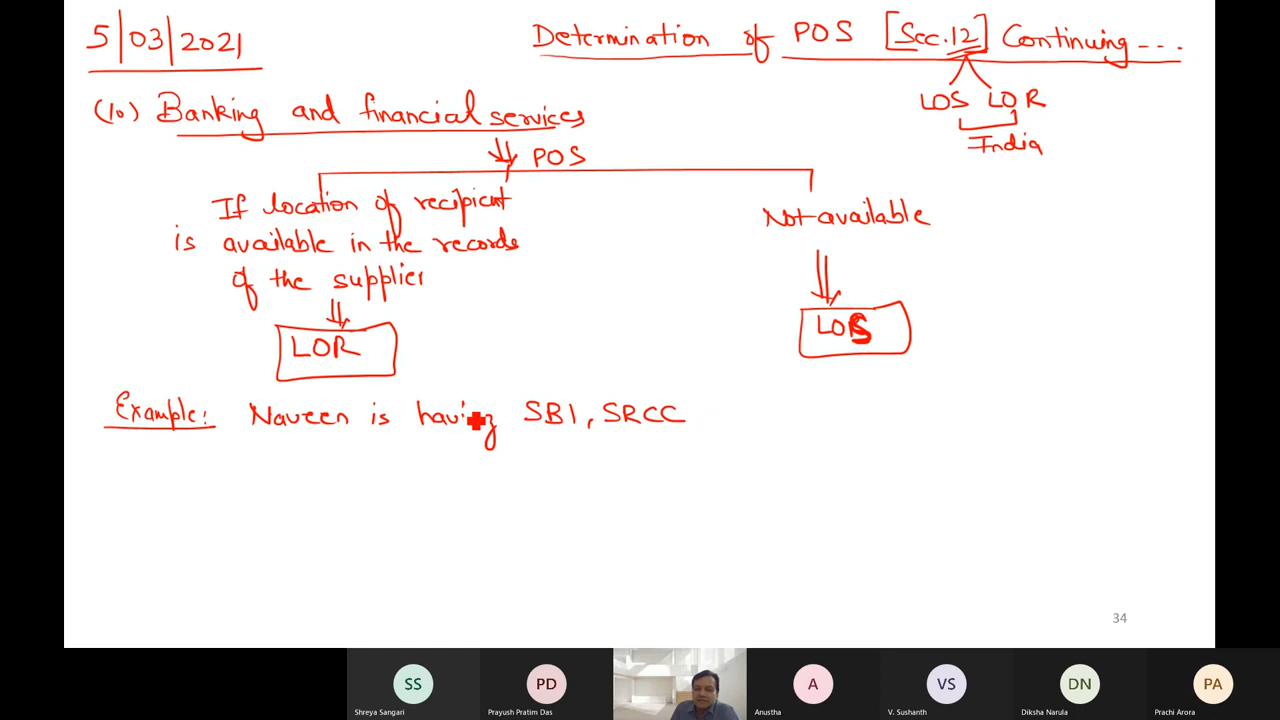 5/03/2021
Determination of POS [Sec.12] Continuing ---
LOS LOR
India
(10) Banking and financial services
POS
If location of recipient
is available in the records
of the supplier
LOR
Not available
LOS
Example: Naveen is having SBI, SRCC
34
SS PD A VS DN PA
Shreya Sangari Prayush Pratim Das Anustha V. Sushanth Diksha Narula Prachi Arora